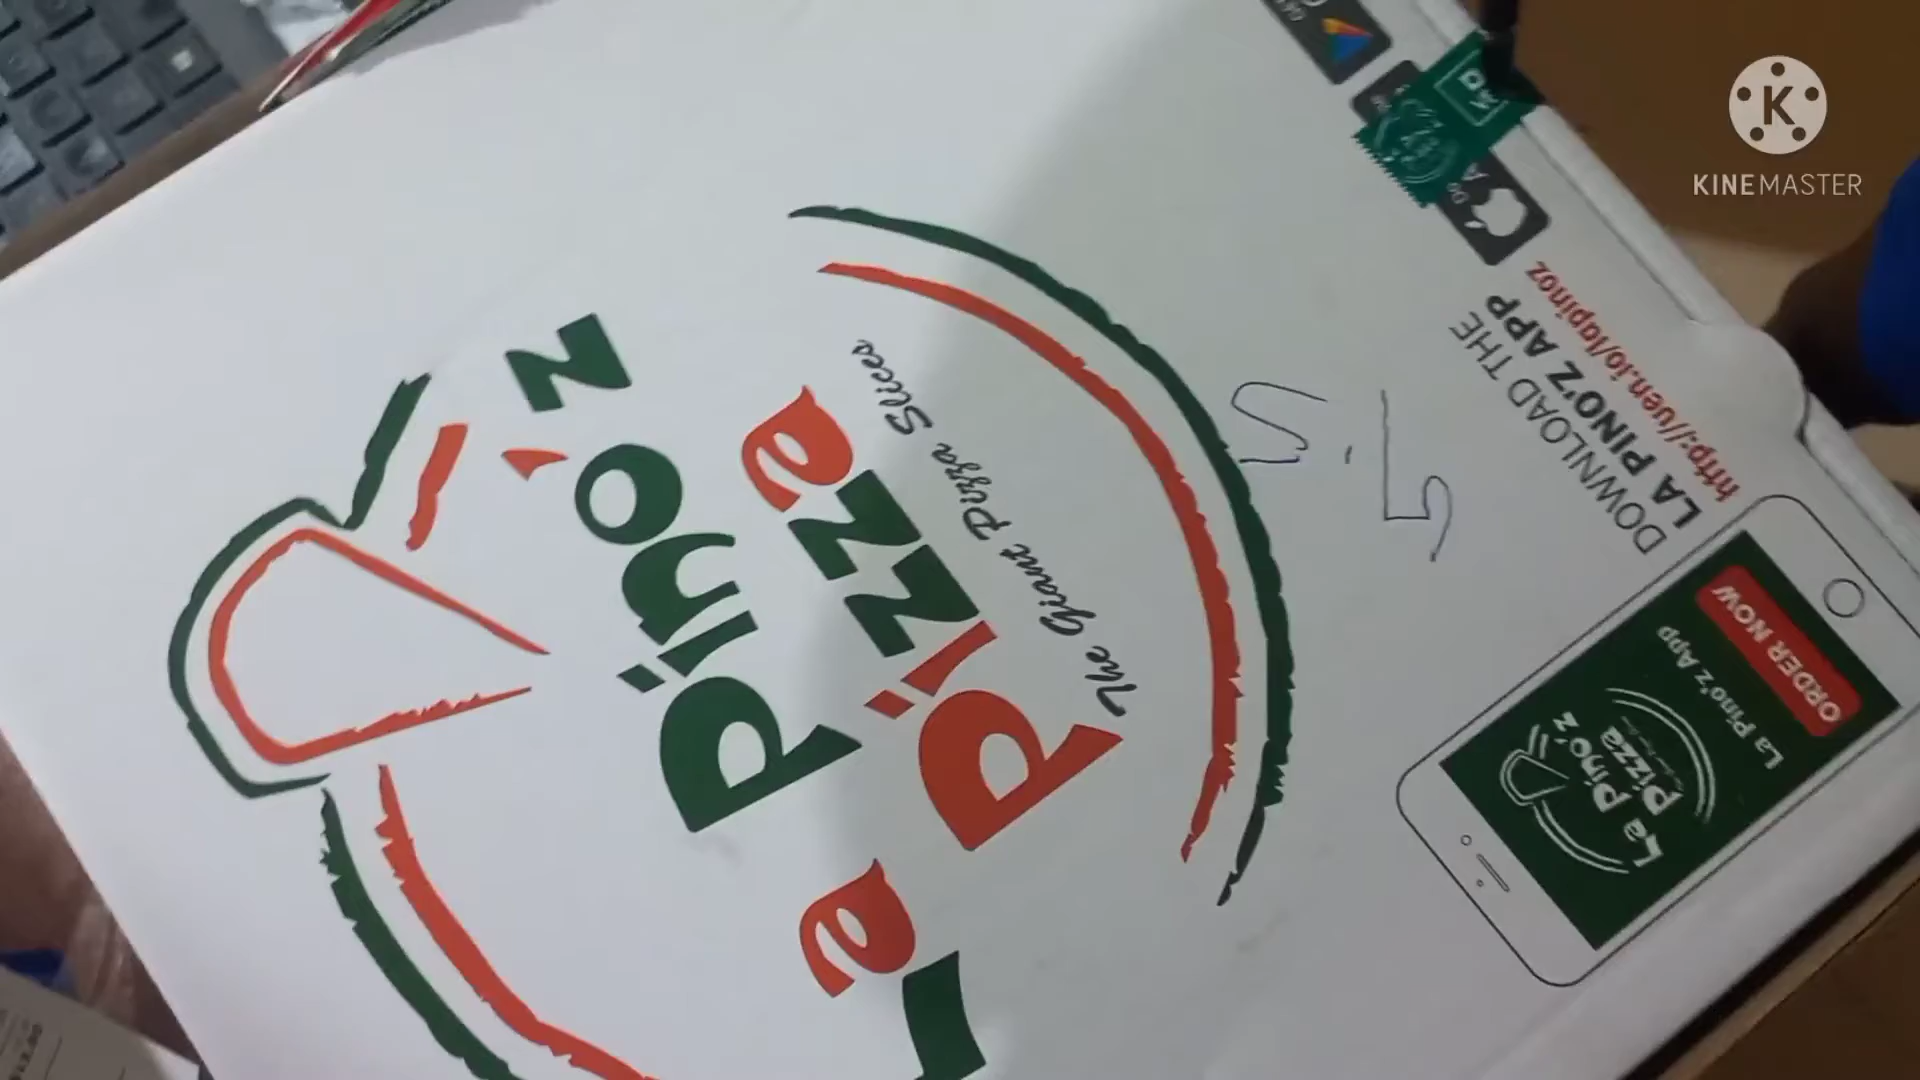 La Pino'z
Pizza
The Giant Pizza Slices
DOWNLOAD THE
LA PINO'Z APP
http://uen.io/lapinoz
La Pino'z
Pizza
La Pino'z App
ORDER NOW
KINEMASTER